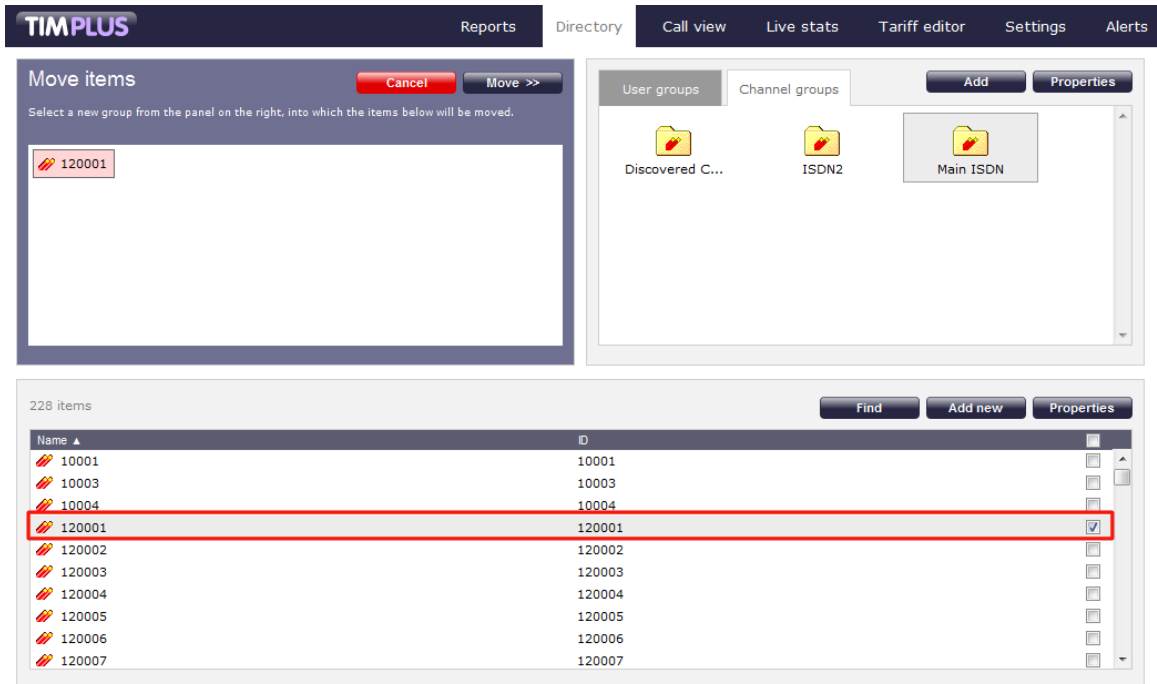 TIMPLUS Reports Directory Call view Live stats Tariff editor Settings Alerts
Move items Cancel Move >>
Select a new group from the panel on the right, into which the items below will be moved.
120001
User groups Channel groups Add Properties
Discovered C... ISDN2 Main ISDN
228 items Find Add new Properties
Name ▲ ID
10001 10001
10003 10003
10004 10004
120001 120001
120002 120002
120003 120003
120004 120004
120005 120005
120006 120006
120007 120007